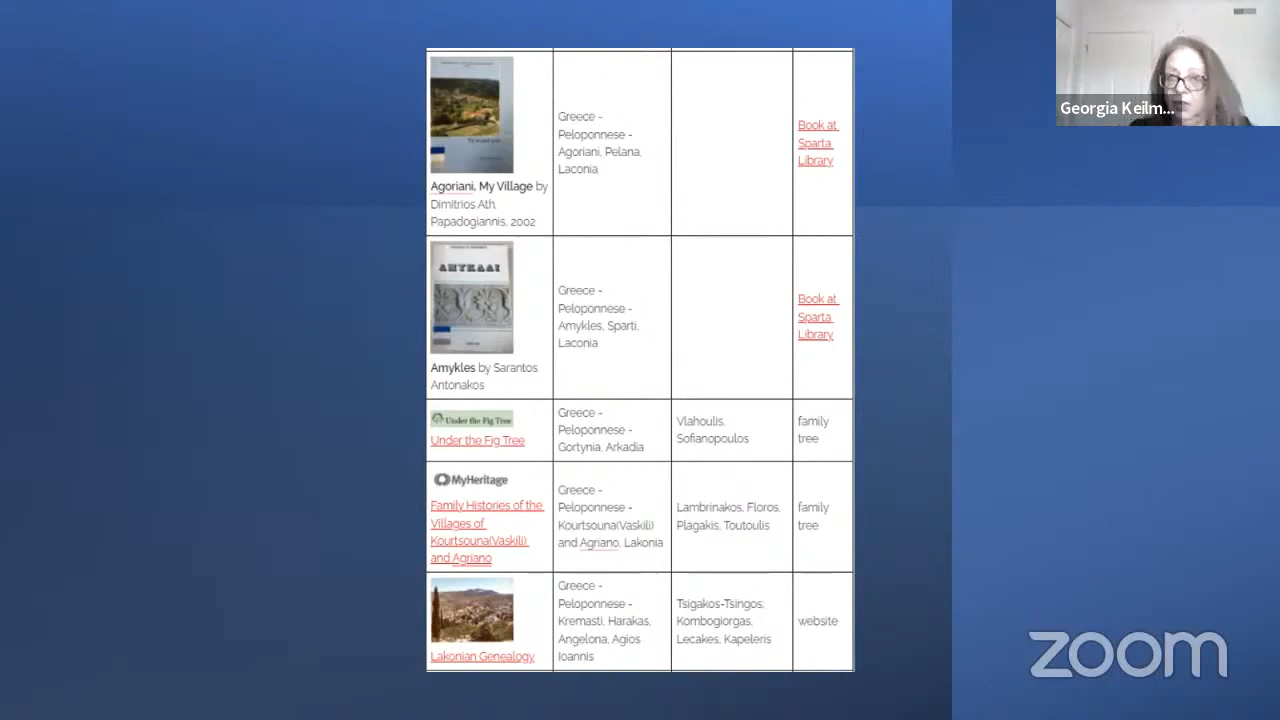 Georgia Keilm...
Greece -
Peloponnese -
Agoriani, Pelana,
Laconia
Book at
Sparta
Library
Agoriani, My Village by
Dimitrios Ath.
Papadogiannis, 2002
ΑΜΥΚΛΑΙ
Greece -
Peloponnese -
Amykles, Sparti,
Laconia
Book at
Sparta
Library
Amykles by Sarantos
Antonakos
Under the Fig Tree
Under the Fig Tree
Greece -
Peloponnese -
Gortynia, Arkadia
Vlahoulis,
Sofianopoulos
family
tree
MyHeritage
Family Histories of the
Villages of
Kourtsouna(Vaskili)
and Agriano
Greece -
Peloponnese -
Kourtsouna(Vaskili)
and Agriano, Lakonia
Lambrinakos, Floros,
Plagakis, Toutoulis
family
tree
Lakonian Genealogy
Greece -
Peloponnese -
Kremasti, Harakas,
Angelona, Agios
Ioannis
Tsigakos-Tsingos;
Kombogiorgas,
Lecakes, Kapeleris
website
zoom